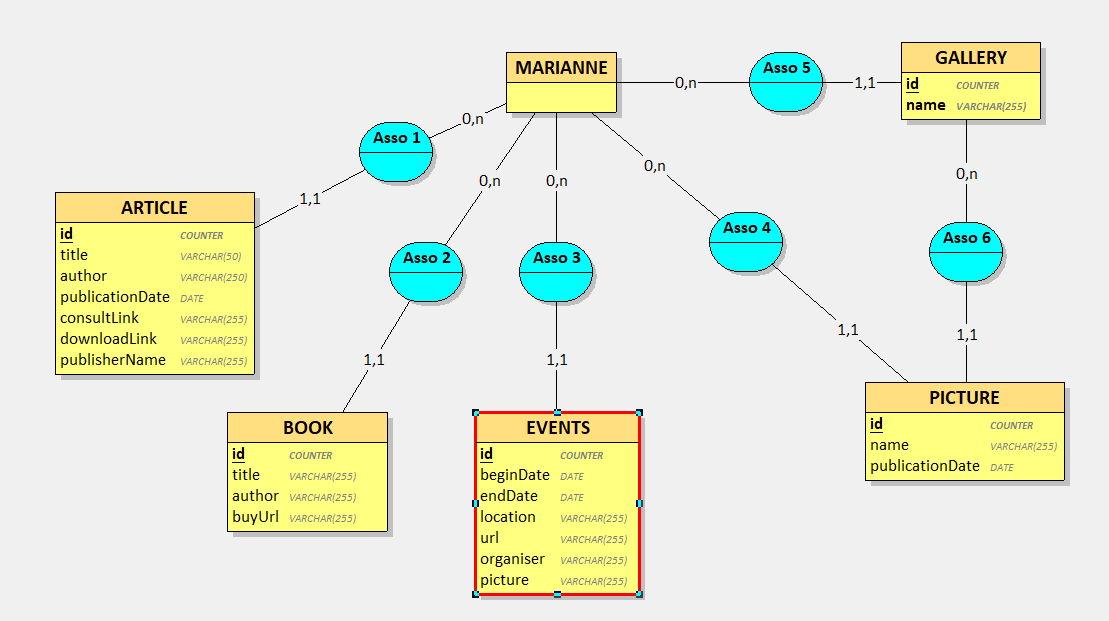 MARIANNE
0,n
Asso 5
1,1
GALLERY
id COUNTER
name VARCHAR(255)
0,n
Asso 1
1,1
0,n
0,n
0,n
0,n
ARTICLE
id COUNTER
title VARCHAR(50)
author VARCHAR(250)
publicationDate DATE
consultLink VARCHAR(255)
downloadLink VARCHAR(255)
publisherName VARCHAR(255)
Asso 2
Asso 3
Asso 4
Asso 6
1,1
1,1
1,1
1,1
BOOK
id COUNTER
title VARCHAR(255)
author VARCHAR(255)
buyUrl VARCHAR(255)
EVENTS
id COUNTER
beginDate DATE
endDate DATE
location VARCHAR(255)
url VARCHAR(255)
organiser VARCHAR(255)
picture VARCHAR(255)
PICTURE
id COUNTER
name VARCHAR(255)
publicationDate DATE